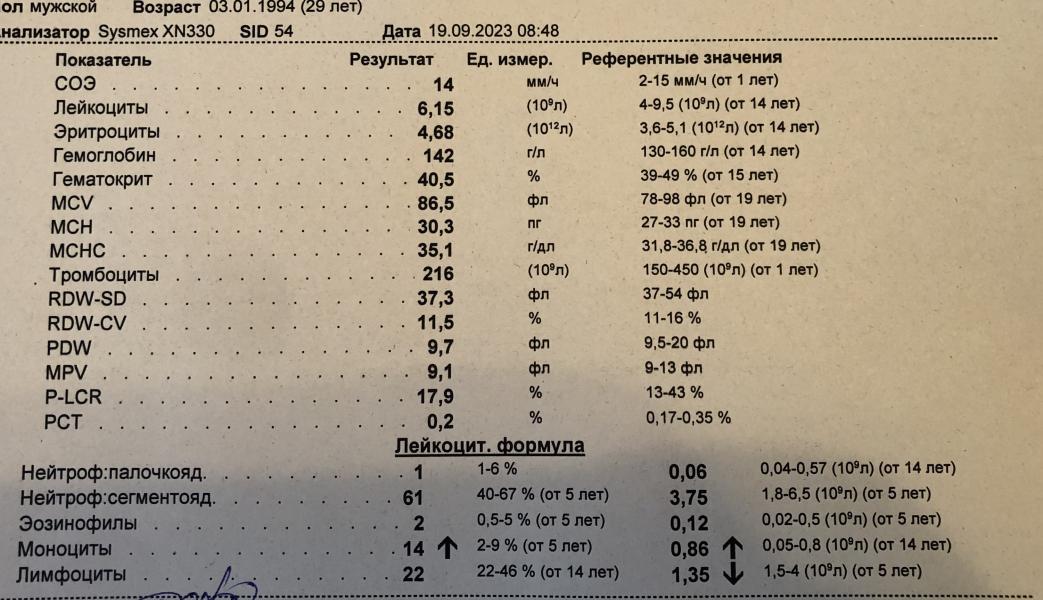 ол мужской Возраст 03.01.1994 (29 лет)
нализатор Sysmex XN330 SID 54 Дата 19.09.2023 08:48
Показатель Результат Ед. измер. Референтные значения
СОЭ . . . . . . . . . . . . . . 14 мм/ч 2-15 мм/ч (от 1 лет)
Лейкоциты . . . . . . . . . . . 6,15 (10⁹л) 4-9,5 (10⁹л) (от 14 лет)
Эритроциты . . . . . . . . . . 4,68 (10¹²л) 3,6-5,1 (10¹²л) (от 14 лет)
Гемоглобин . . . . . . . . . . 142 г/л 130-160 г/л (от 14 лет)
Гематокрит . . . . . . . . . . 40,5 % 39-49 % (от 15 лет)
MCV . . . . . . . . . . . . . . 86,5 фл 78-98 фл (от 19 лет)
МСН . . . . . . . . . . . . . . 30,3 пг 27-33 пг (от 19 лет)
МСНС . . . . . . . . . . . . . 35,1 г/дл 31,8-36,8 г/дл (от 19 лет)
Тромбоциты . . . . . . . . . . 216 (10⁹л) 150-450 (10⁹л) (от 1 лет)
RDW-SD . . . . . . . . . . . . 37,3 фл 37-54 фл
RDW-CV . . . . . . . . . . . . 11,5 % 11-16 %
PDW . . . . . . . . . . . . . . 9,7 фл 9,5-20 фл
MPV . . . . . . . . . . . . . . 9,1 фл 9-13 фл
P-LCR . . . . . . . . . . . . . 17,9 % 13-43 %
PCT . . . . . . . . . . . . . . 0,2 % 0,17-0,35 %
Лейкоцит. формула
Нейтроф:палочкояд. . . . . . . . . 1 1-6 % 0,06 0,04-0,57 (10⁹л) (от 14 лет)
Нейтроф:сегментояд. . . . . . . . 61 40-67 % (от 5 лет) 3,75 1,8-6,5 (10⁹л) (от 5 лет)
Эозинофилы . . . . . . . . . . . 2 0,5-5 % (от 5 лет) 0,12 0,02-0,5 (10⁹л) (от 5 лет)
Моноциты . . . . . . . . . . . . 14 ↑ 2-9 % (от 5 лет) 0,86 ↑ 0,05-0,8 (10⁹л) (от 14 лет)
Лимфоциты . . . . . . . . . . . 22 22-46 % (от 14 лет) 1,35 ↓ 1,5-4 (10⁹л) (от 5 лет)